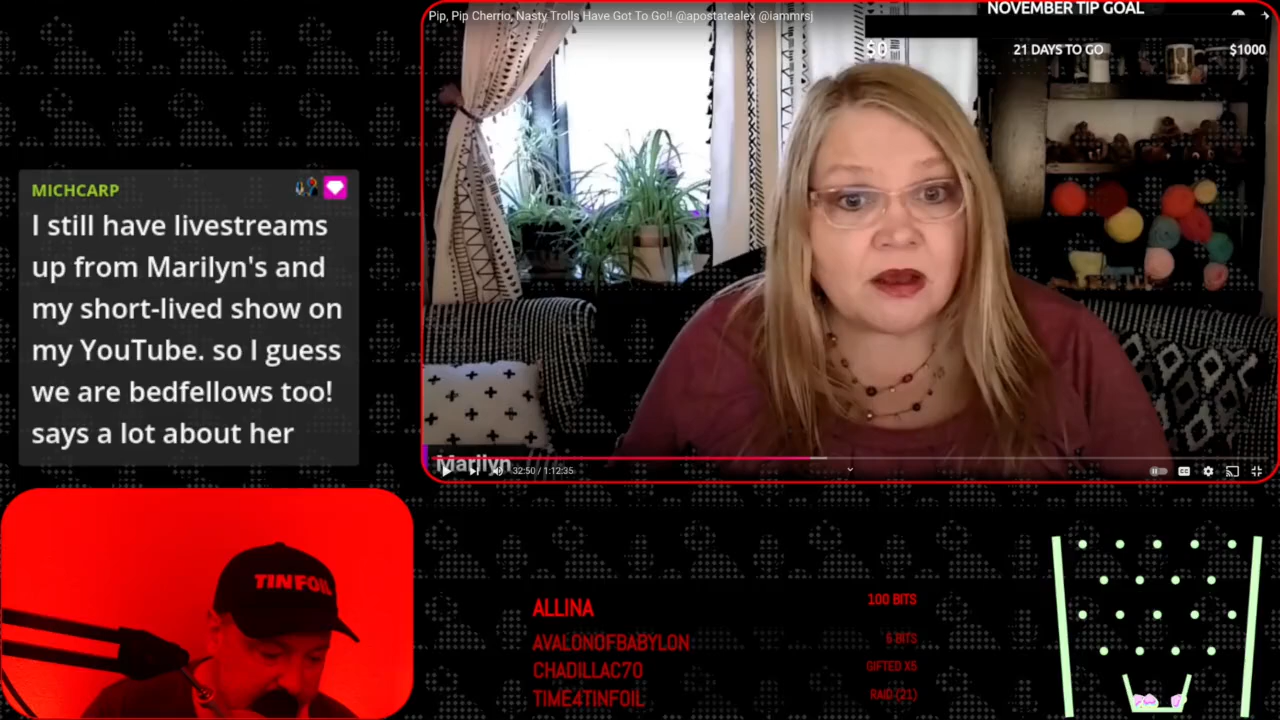 Pip, Pip Cherrio, Nasty Trolls Have Got To Go!! @apostatealex @iammrsj
NOVEMBER TIP GOAL
$0
21 DAYS TO GO
$1000
MICHCARP
I still have livestreams
up from Marilyn's and
my short-lived show on
my YouTube. so I guess
we are bedfellows too!
says a lot about her
Marilyn
32:50 / 1:12:35
CC
TINFOIL
ALLINA
100 BITS
AVALONOFBABYLON
6 BITS
CHADILLAC70
GIFTED X5
TIME4TINFOIL
RAID (21)